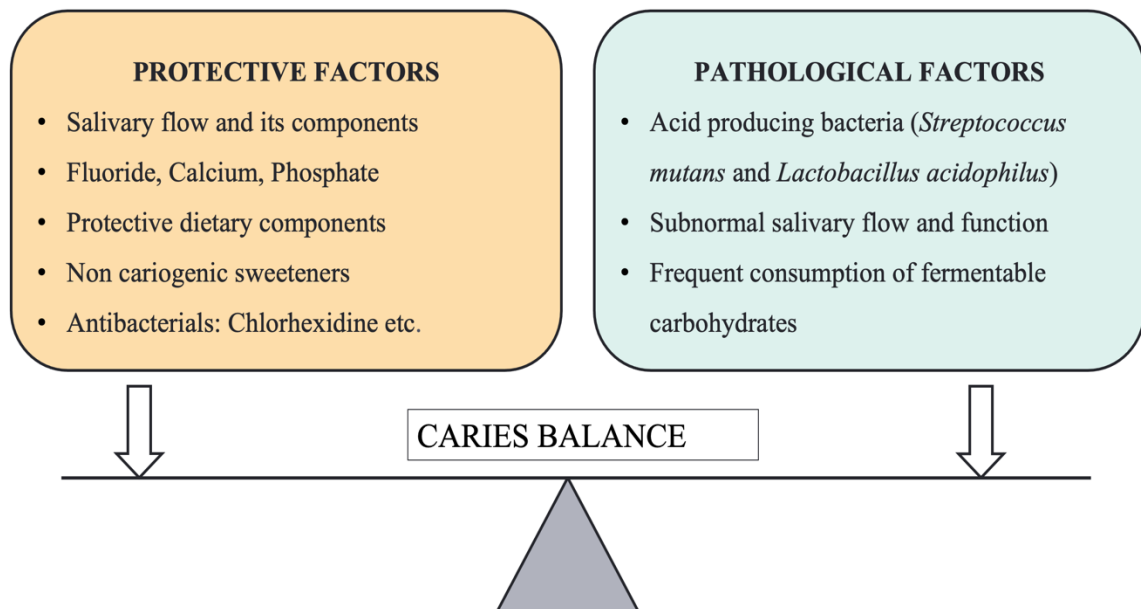 PROTECTIVE FACTORS
• Salivary flow and its components
• Fluoride, Calcium, Phosphate
• Protective dietary components
• Non cariogenic sweeteners
• Antibacterials: Chlorhexidine etc.
PATHOLOGICAL FACTORS
• Acid producing bacteria (Streptococcus
mutans and Lactobacillus acidophilus)
• Subnormal salivary flow and function
• Frequent consumption of fermentable
carbohydrates
CARIES BALANCE